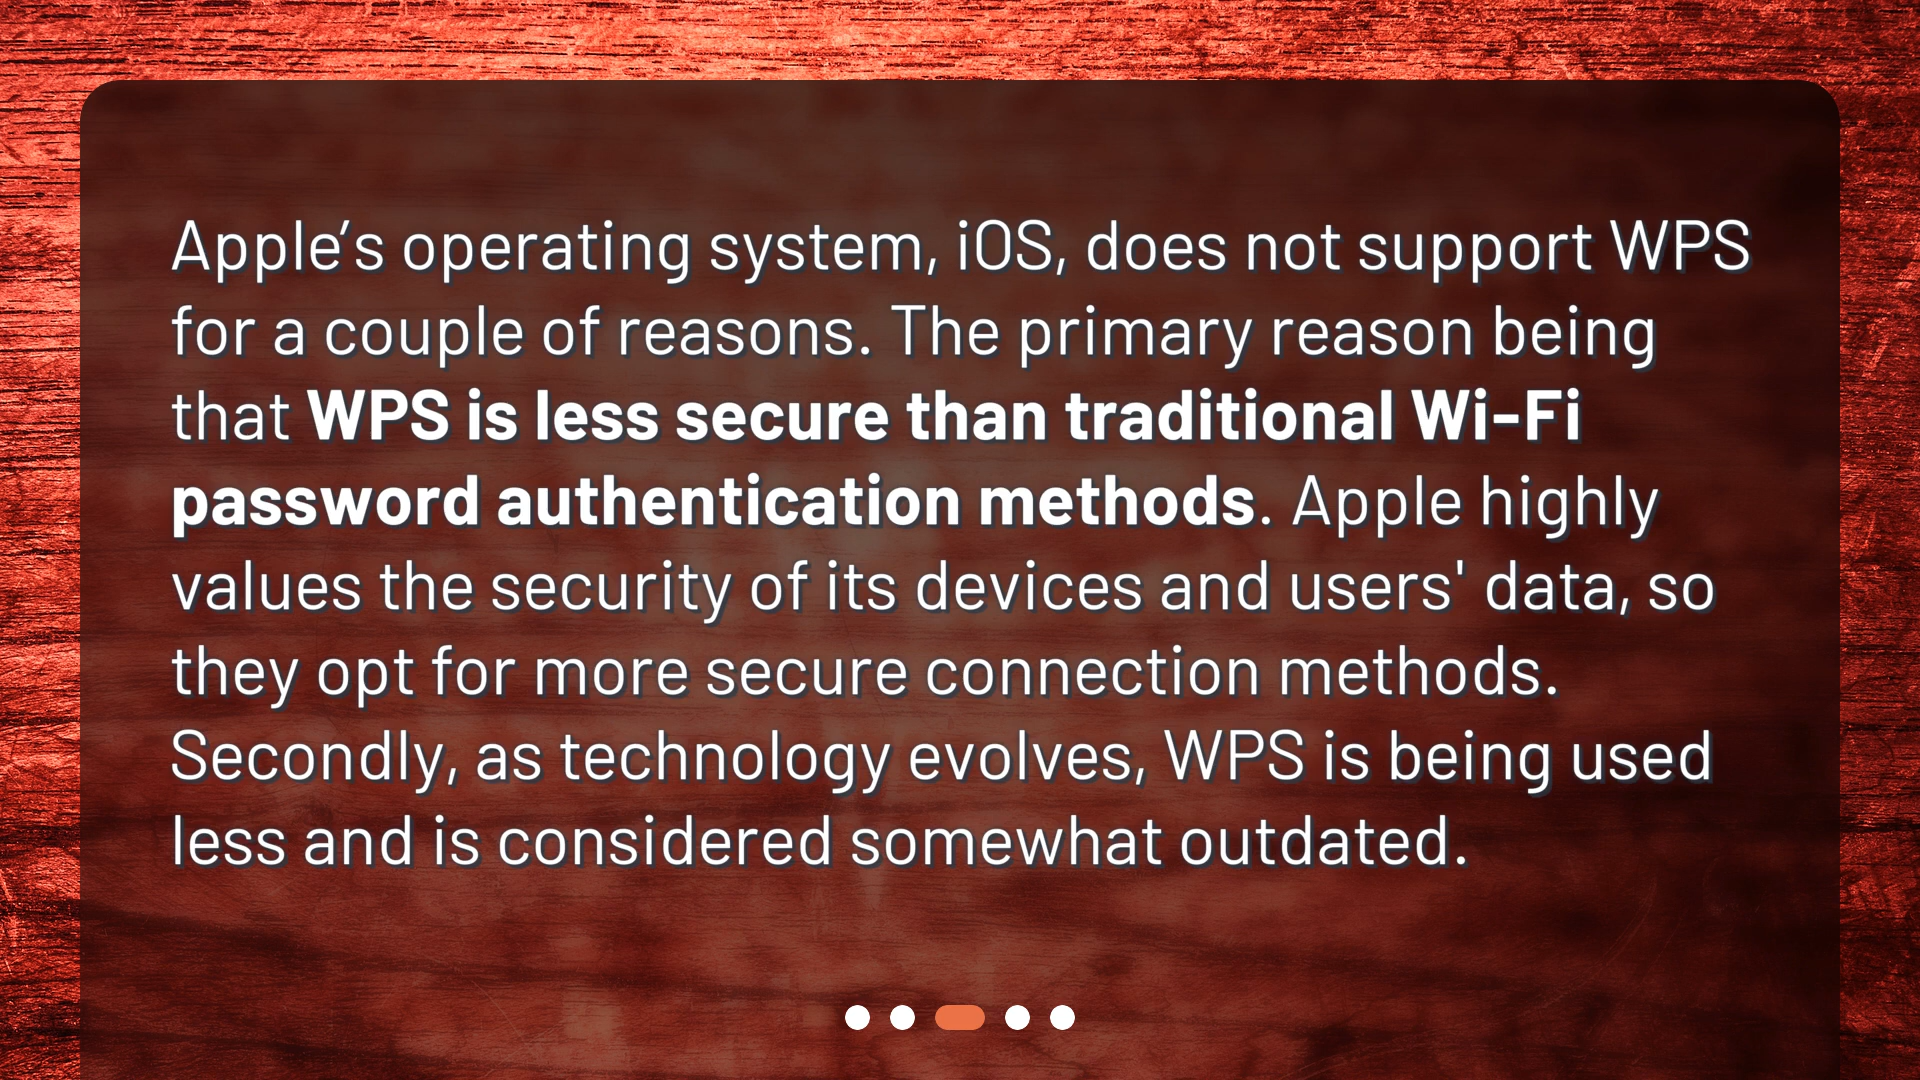 Apple’s operating system, iOS, does not support WPS
for a couple of reasons. The primary reason being
that WPS is less secure than traditional Wi-Fi
password authentication methods. Apple highly
values the security of its devices and users' data, so
they opt for more secure connection methods.
Secondly, as technology evolves, WPS is being used
less and is considered somewhat outdated.